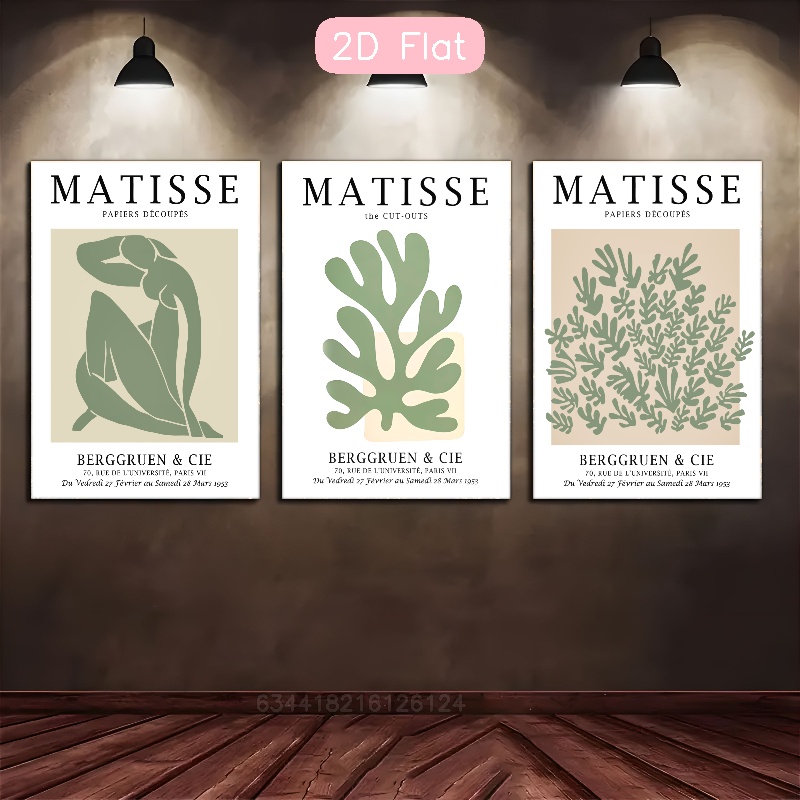 2D Flat
MATISSE
PAPIERS DÉCOUPÉS
BERGGRUEN & CIE
70, RUE DE L'UNIVERSITÉ, PARIS VII
Du Vedredi 27 Février au Samedi 28 Mars 1953
MATISSE
the CUT-OUTS
BERGGRUEN & CIE
70, RUE DE L'UNIVERSITÉ, PARIS VII
Du Vedredi 27 Février au Samedi 28 Mars 1953
MATISSE
PAPIERS DÉCOUPÉS
BERGGRUEN & CIE
70, RUE DE L'UNIVERSITÉ, PARIS VII
Du Vedredi 27 Février au Samedi 28 Mars 1953
634418216126124